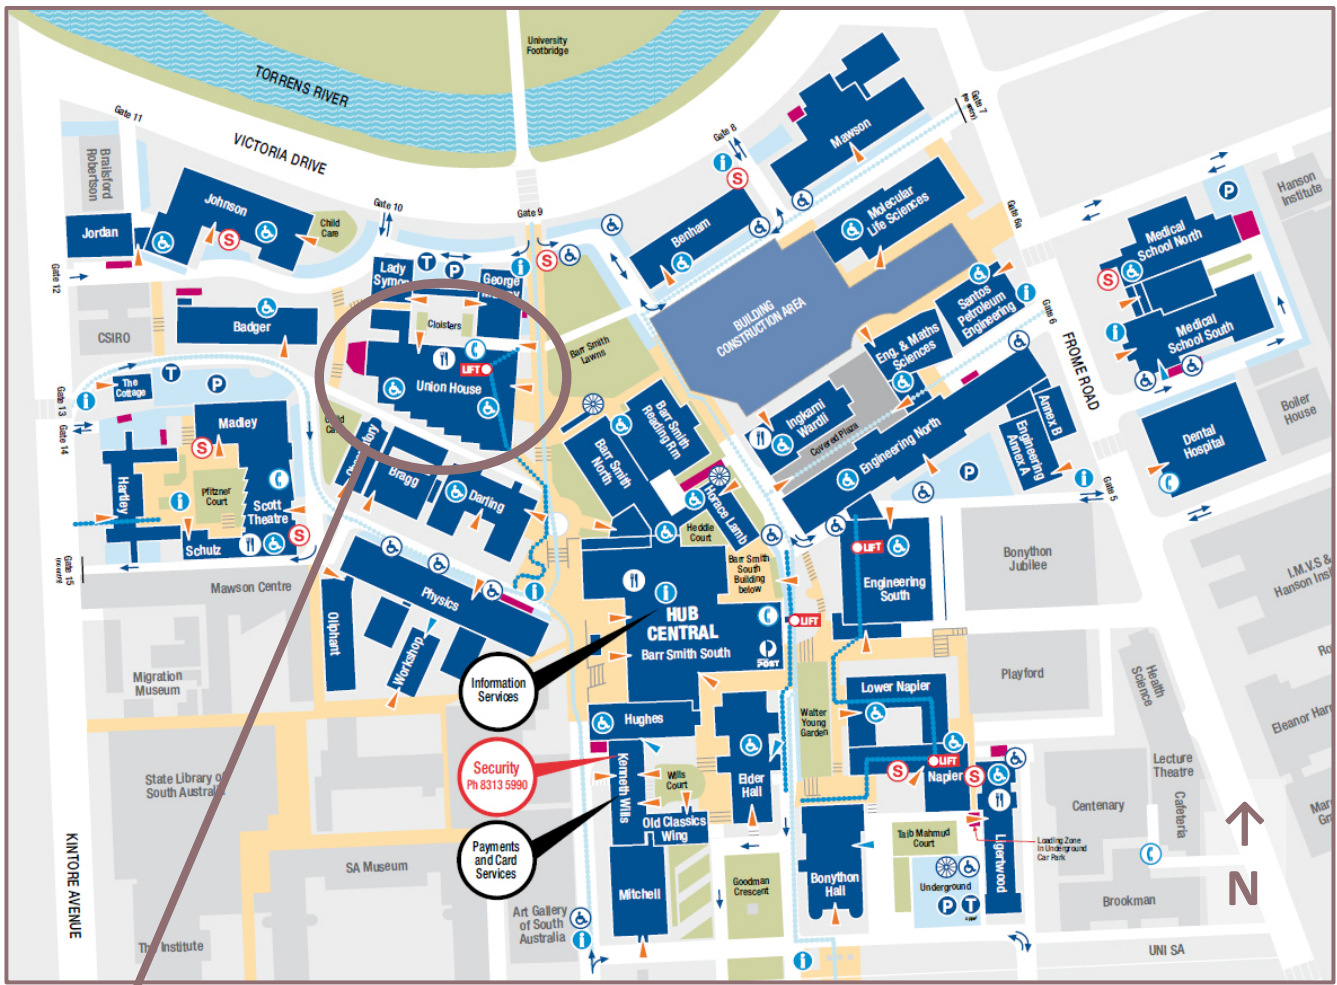 University
Footbridge
TORRENS RIVER
VICTORIA DRIVE
Gate 11
Gate 10
Gate 9
Gate 8
Gate 7
(no entry)
Brailsford
Robertson
Jordan
Johnson
S
Child
Care
Gate 12
Lady
Symon
T
P
George
i
S
Benham
i
S
Mawson
Molecular
Life Sciences
Gate 6a
P
Hanson
Institute
Medical
School North
S
i
Medical
School South
CSIRO
Badger
Cloisters
LIFT
Union House
Barr Smith
Lawns
BUILDING
CONSTRUCTION AREA
Santos
Petroleum
Engineering
i
Gate 6
Eng. & Maths
Sciences
FROME ROAD
Boiler
House
The
Cottage
T
P
i
Gate 13
Gate 14
Madley
S
Hartley
i
Pfitzner
Court
Scott
Theatre
S
Schulz
Gate 15
(no entry)
Mawson Centre
Bragg
Darling
Barr Smith
North
Barr Smith
Reading Rm
Ingkarni
Wardli
Covered Plaza
Engineering North
P
Engineering
Annex A
Annex B
Gate 5
Dental
Hospital
Horace Lamb
Heddle
Court
Barr Smith
South
Building
below
LIFT
Engineering
South
Bonython
Jubilee
I.M.V.S &
Physics
i
Oliphant
Workshop
i
HUB
CENTRAL
Barr Smith South
POST
LIFT
Information
Services
Migration
Museum
Hughes
Walter
Young
Garden
Lower Napier
Playford
Health
Science
Security
Ph 8313 5990
Kenneth Wills
Wills
Court
Elder
Hall
LIFT
S
Napier
S
Lecture
Theatre
State Library of
South Australia
Old Classics
Wing
Payments
and Card
Services
Centenary
Cafeteria
Taib Mahmud
Court
Loading Zone
in Underground
Car Park
Ligertwood
SA Museum
Mitchell
Goodman
Crescent
Bonython
Hall
Underground
P
T
KINTORE AVENUE
Art Gallery
of South
Australia
i
Brookman
N
The Institute
i
UNI SA